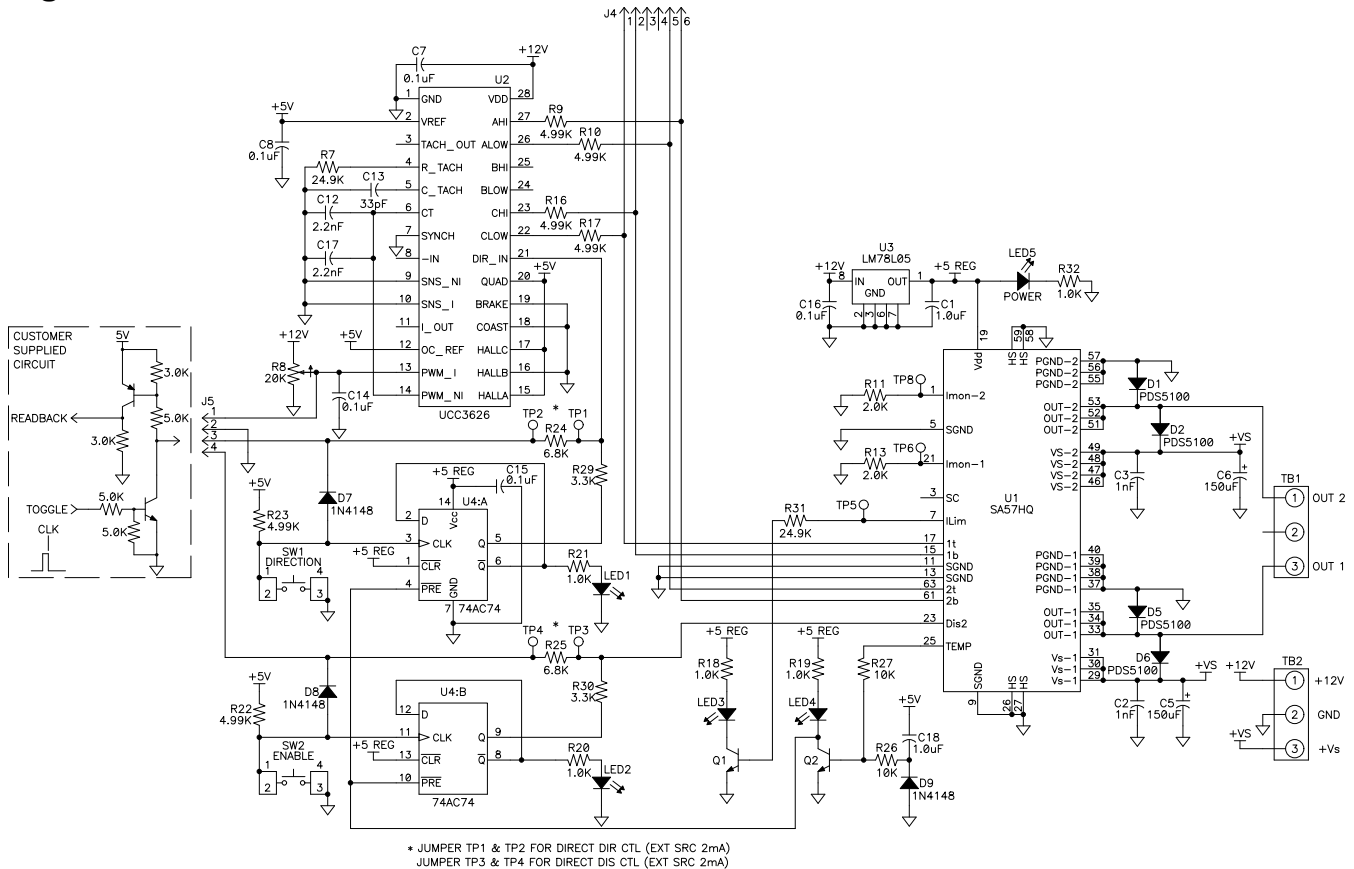 J4
1 2 3 4 5 6
C7
0.1uF
+12V
U2
1 GND
VDD 28
2 VREF
AHI 27
3 TACH_OUT
ALOW 26
4 R_TACH
BHI 25
5 C_TACH
BLOW 24
6 CT
CHI 23
7 SYNCH
CLOW 22
8 -IN
DIR_IN 21
9 SNS_NI
QUAD 20
10 SNS_I
BRAKE 19
11 I_OUT
COAST 18
12 OC_REF
HALLC 17
13 PWM_I
HALLB 16
14 PWM_NI
HALLA 15
UCC3626
+5V
C8
0.1uF
R7
24.9K
C13
33pF
C12
2.2nF
C17
2.2nF
R9
4.99K
R10
4.99K
R16
4.99K
R17
4.99K
+5V
+12V
+5V
R8
20K
C14
0.1uF
CUSTOMER
SUPPLIED
CIRCUIT
5V
3.0K
READBACK
5.0K
3.0K
TOGGLE
5.0K
5.0K
CLK
J5
1
2
3
4
TP2
*
TP1
R24
6.8K
R29
3.3K
+5V
R23
4.99K
D7
1N4148
SW1
DIRECTION
1
4
2
3
+5 REG
C15
0.1uF
U4:A
14
Vcc
2 D
3 CLK
Q 5
1 CLR
Q 6
4 PRE
GND
7
74AC74
+5 REG
R21
1.0K
LED1
TP4
*
TP3
R25
6.8K
R30
3.3K
+5V
R22
4.99K
D8
1N4148
SW2
ENABLE
1
4
2
3
U4:B
12 D
11 CLK
Q 9
13 CLR
Q 8
10 PRE
74AC74
+5 REG
R20
1.0K
LED2
+5 REG
R18
1.0K
LED3
Q1
+5 REG
R19
1.0K
LED4
Q2
R27
10K
R26
10K
+5V
C18
1.0uF
D9
1N4148
U3
LM78L05
+12V
8 IN
OUT 1
GND
2 3 6 7
C16
0.1uF
+5 REG
C1
1.0uF
LED5
POWER
R32
1.0K
R11
2.0K
TP8
R13
2.0K
TP6
R31
24.9K
TP5
19
Vdd
59
HS
58
HS
1 Imon-2
5 SGND
21 Imon-1
3 SC
7 ILim
17 1t
15 1b
11 SGND
13 SGND
63 2t
61 2b
23 Dis2
25 TEMP
9
SGND
26
HS
27
HS
U1
SA57HQ
PGND-2 57
PGND-2 56
PGND-2 55
OUT-2 53
OUT-2 52
OUT-2 51
VS-2 49
VS-2 48
VS-2 47
VS-2 46
PGND-1 40
PGND-1 39
PGND-1 38
PGND-1 37
OUT-1 35
OUT-1 34
OUT-1 33
Vs-1 31
Vs-1 30
Vs-1 29
D1
PDS5100
D2
PDS5100
+VS
C3
1nF
C6
150uF
+
D5
PDS5100
D6
PDS5100
+VS
C2
1nF
C5
150uF
+
TB1
1 OUT 2
2
3 OUT 1
TB2
+12V
1 +12V
2 GND
+VS
3 +Vs
* JUMPER TP1 & TP2 FOR DIRECT DIR CTL (EXT SRC 2mA)
JUMPER TP3 & TP4 FOR DIRECT DIS CTL (EXT SRC 2mA)